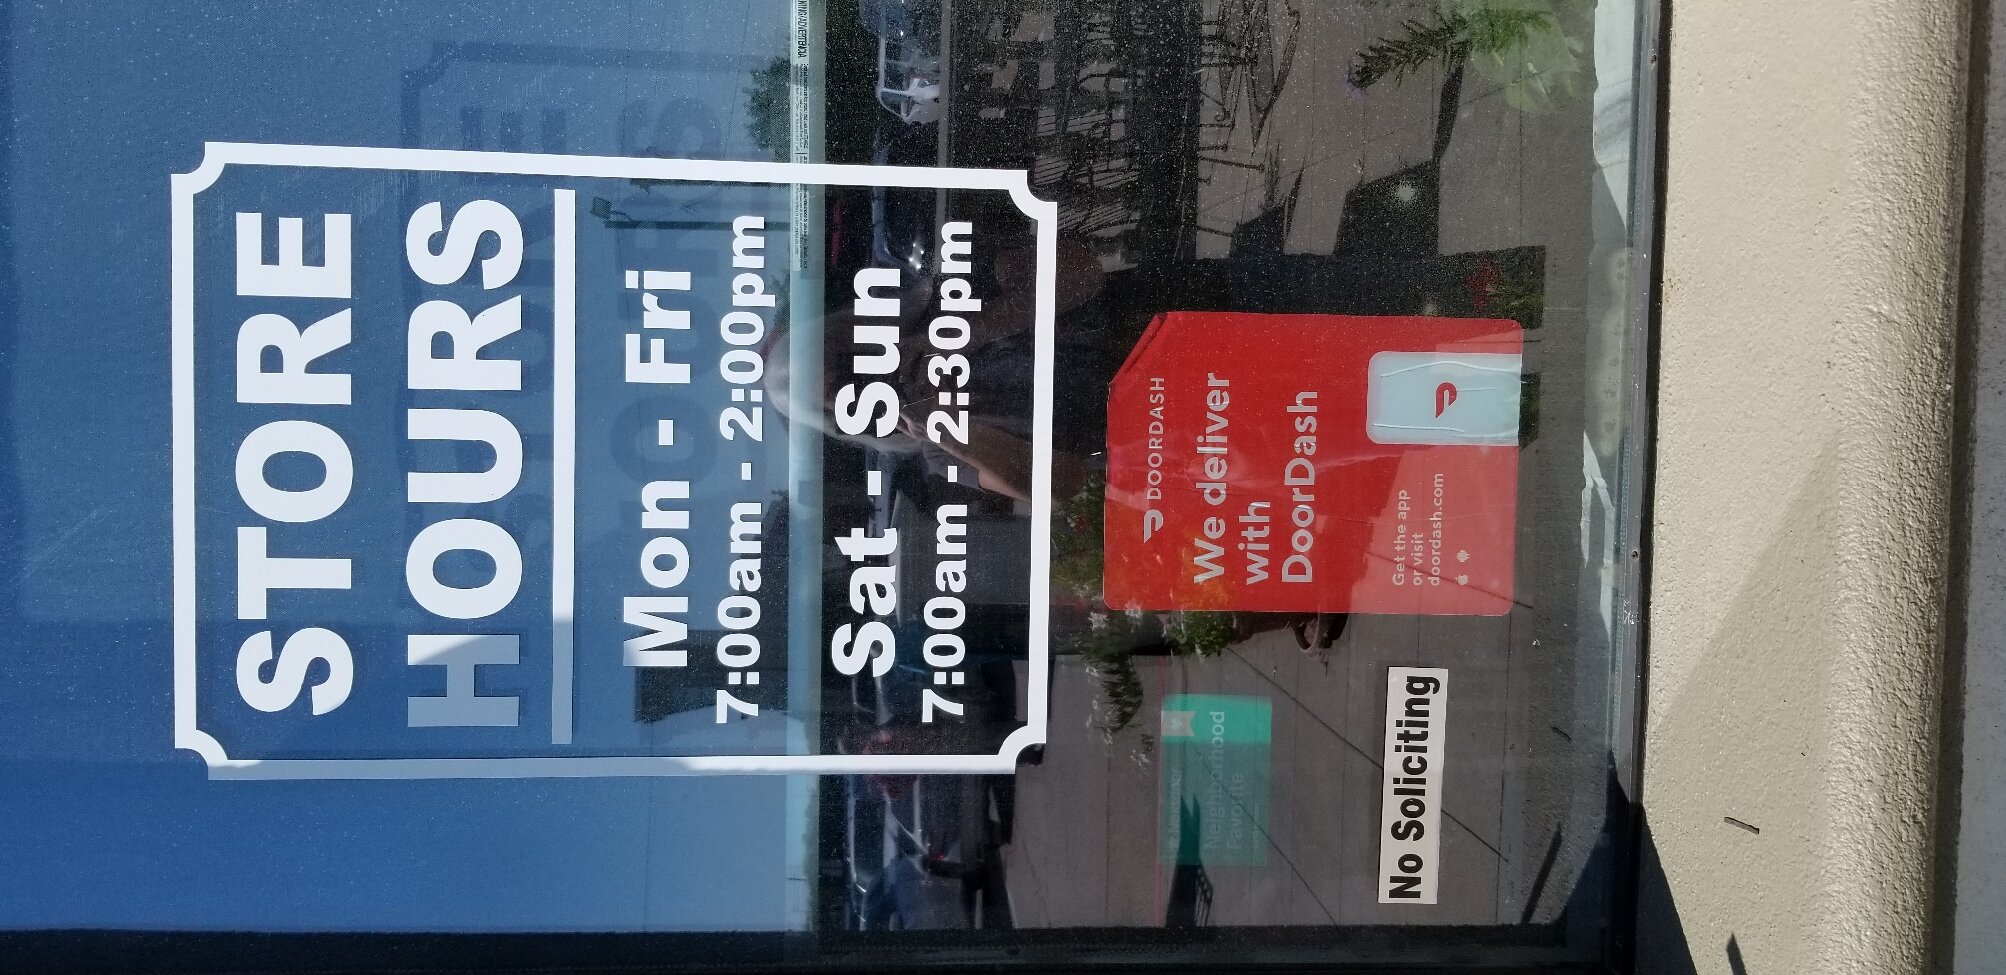 STORE
HOURS
Mon - Fri
7:00am - 2:00pm
Sat - Sun
7:00am - 2:30pm
DOORDASH
We deliver
with
DoorDash
Get the app
or visit
doordash.com
Neighborhood
Favorite
No Soliciting